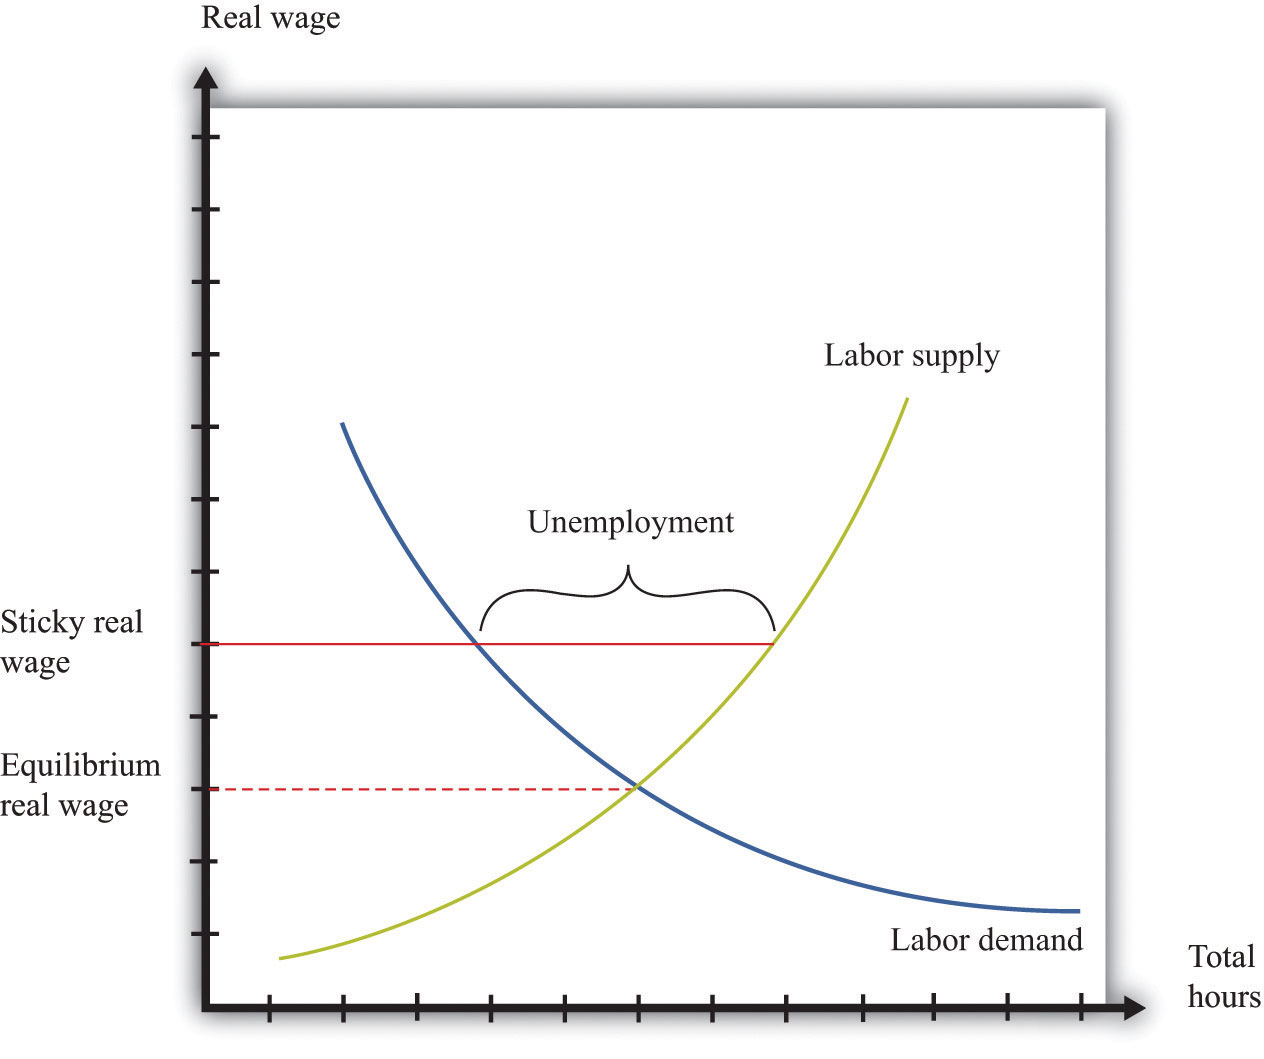 Real wage
Labor supply
Unemployment
Sticky real
wage
Equilibrium
real wage
Labor demand
Total
hours